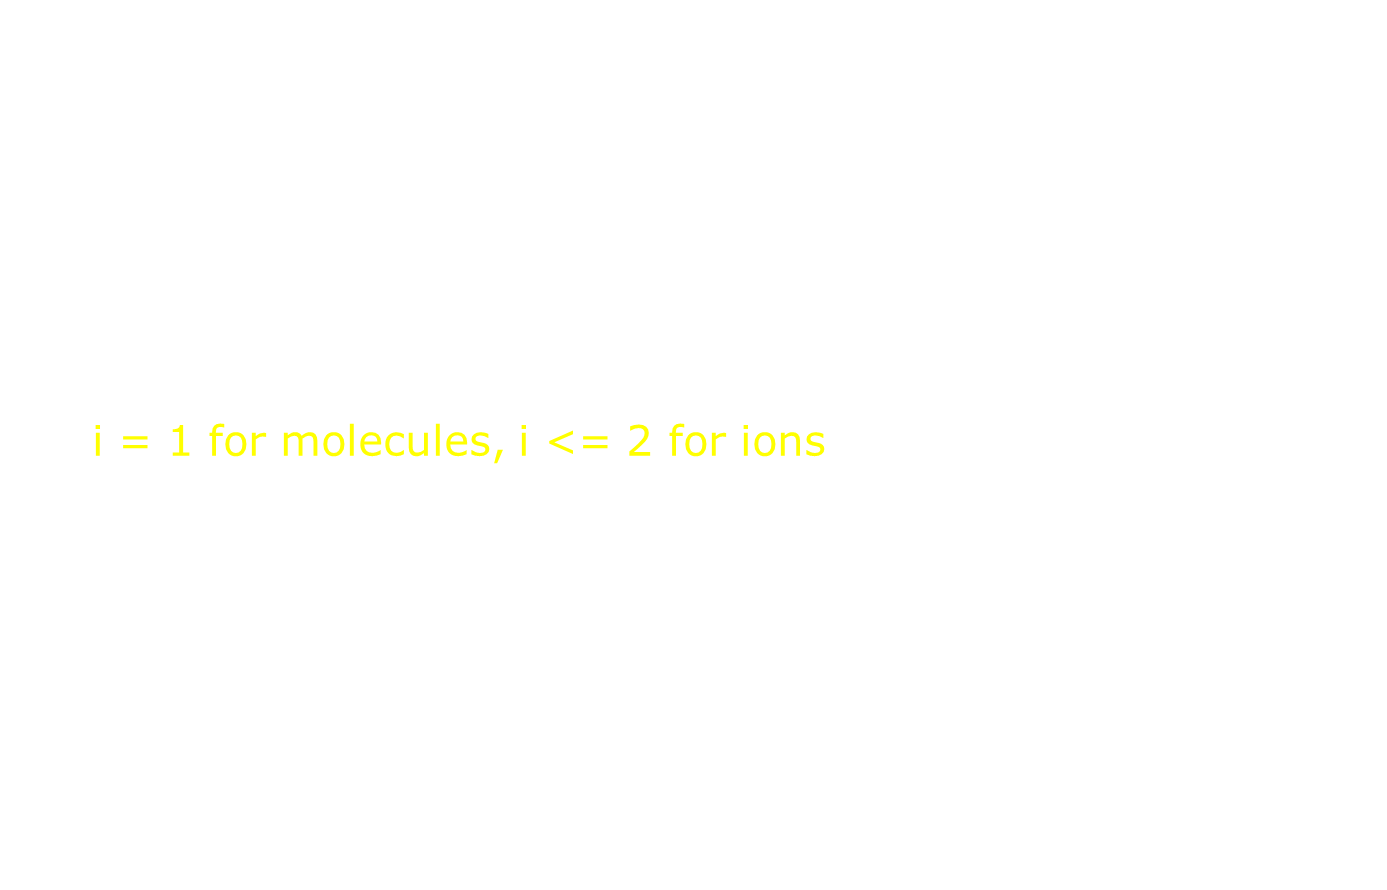 i = 1 for molecules, i <= 2 for ions